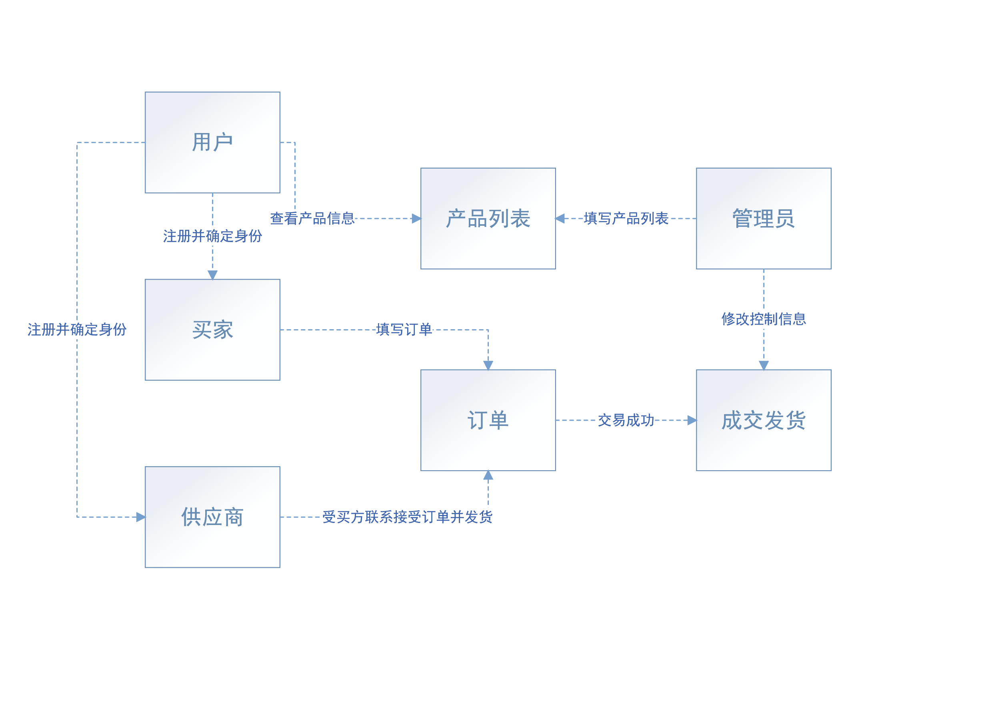 用户
查看产品信息
产品列表
填写产品列表
管理员
注册并确定身份
修改控制信息
注册并确定身份
买家
填写订单
订单
交易成功
成交发货
供应商
受买方联系接受订单并发货